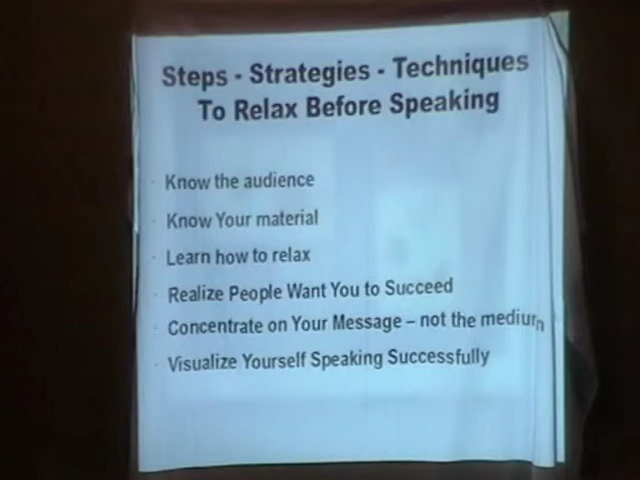 Steps - Strategies - Techniques
To Relax Before Speaking
· Know the audience
· Know Your material
· Learn how to relax
· Realize People Want You to Succeed
· Concentrate on Your Message – not the medium
· Visualize Yourself Speaking Successfully